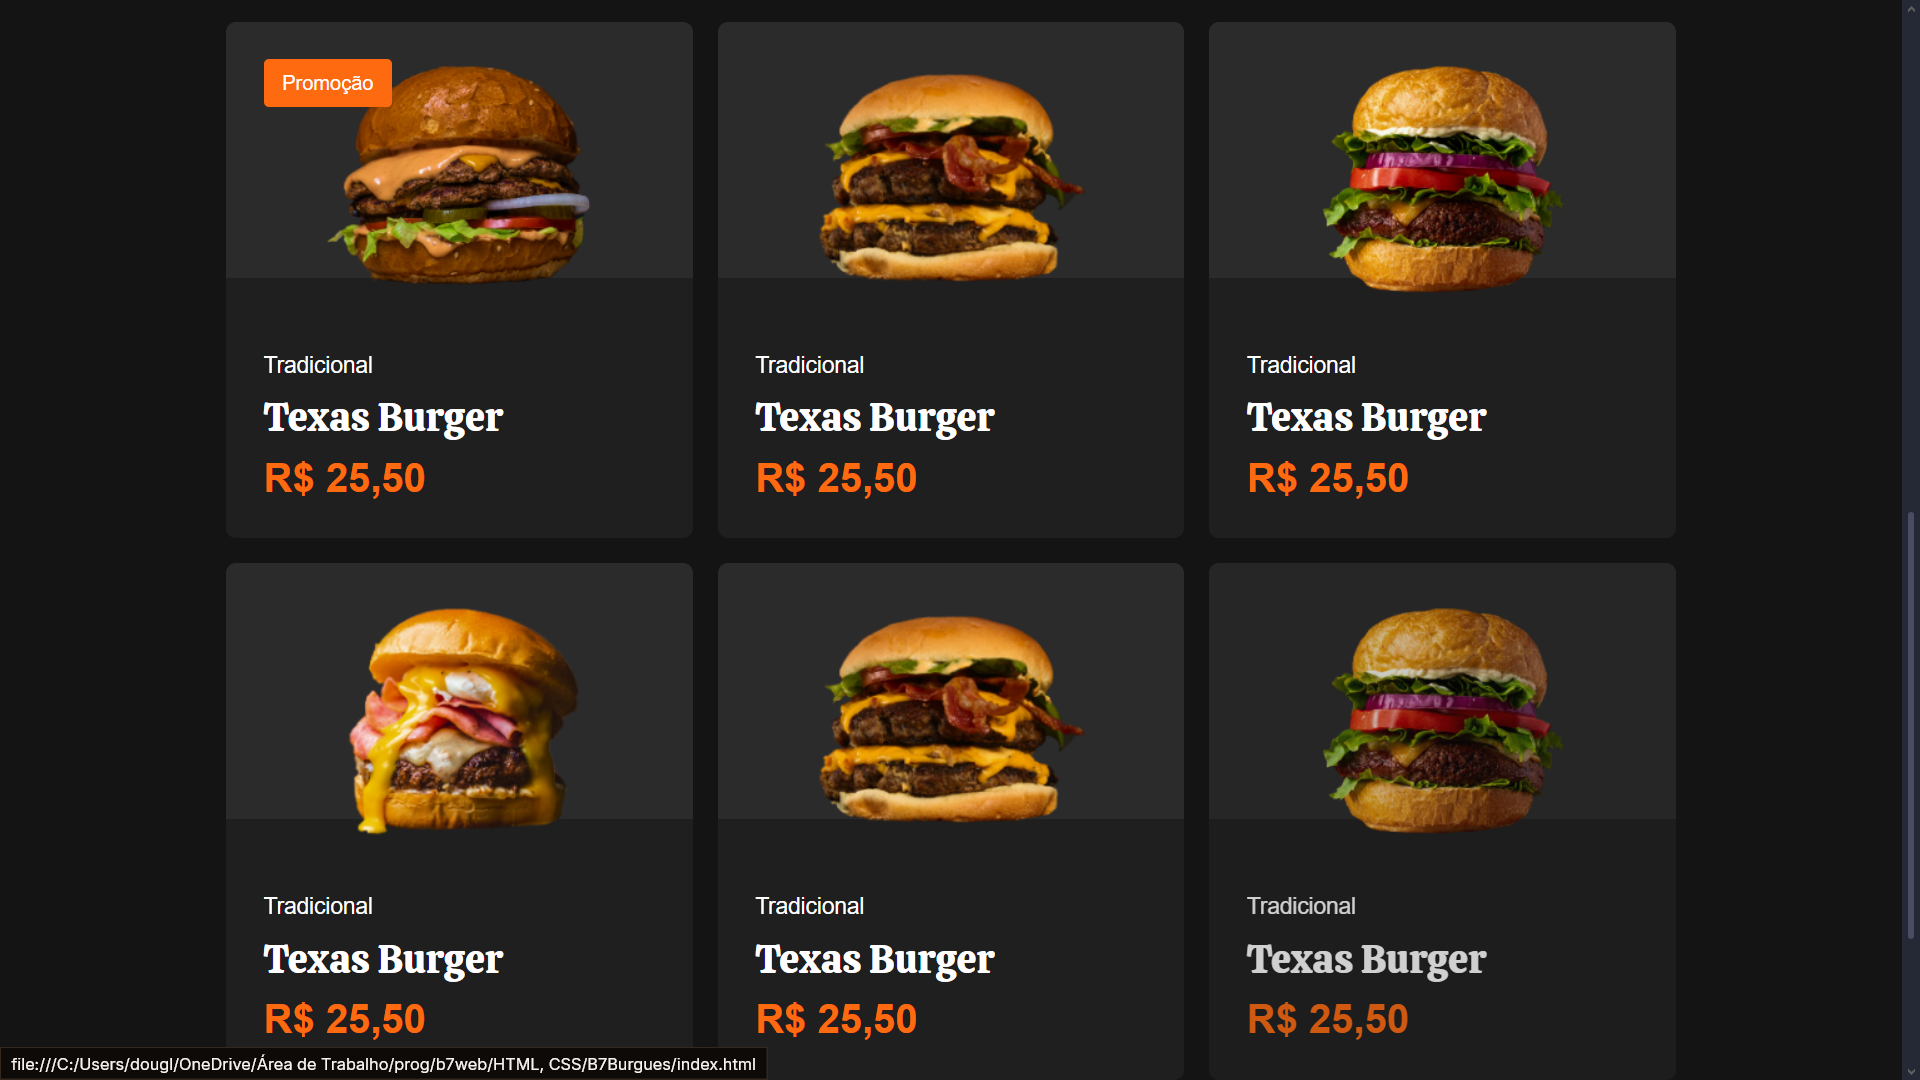 Promoção
Tradicional
Texas Burger
R$ 25,50
Tradicional
Texas Burger
R$ 25,50
Tradicional
Texas Burger
R$ 25,50
Tradicional
Texas Burger
R$ 25,50
Tradicional
Texas Burger
R$ 25,50
Tradicional
Texas Burger
R$ 25,50
file:///C:/Users/dougl/OneDrive/Área de Trabalho/prog/b7web/HTML, CSS/B7Burgues/index.html